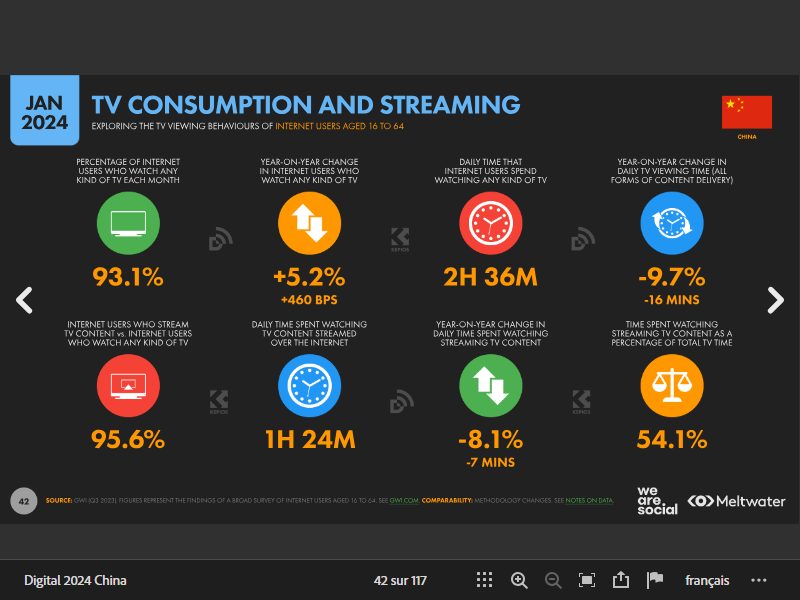 JAN
2024
TV CONSUMPTION AND STREAMING
EXPLORING THE TV VIEWING BEHAVIOURS OF INTERNET USERS AGED 16 TO 64
CHINA
PERCENTAGE OF INTERNET
USERS WHO WATCH ANY
KIND OF TV EACH MONTH
93.1%
YEAR-ON-YEAR CHANGE
IN INTERNET USERS WHO
WATCH ANY KIND OF TV
+5.2%
+460 BPS
DAILY TIME THAT
INTERNET USERS SPEND
WATCHING ANY KIND OF TV
2H 36M
YEAR-ON-YEAR CHANGE IN
DAILY TV VIEWING TIME (ALL
FORMS OF CONTENT DELIVERY)
-9.7%
-16 MINS
KEPIOS
INTERNET USERS WHO STREAM
TV CONTENT vs. INTERNET USERS
WHO WATCH ANY KIND OF TV
95.6%
DAILY TIME SPENT WATCHING
TV CONTENT STREAMED
OVER THE INTERNET
1H 24M
YEAR-ON-YEAR CHANGE IN
DAILY TIME SPENT WATCHING
STREAMING TV CONTENT
-8.1%
-7 MINS
TIME SPENT WATCHING
STREAMING TV CONTENT AS A
PERCENTAGE OF TOTAL TV TIME
54.1%
KEPIOS
KEPIOS
42
SOURCE: GWI (Q3 2023). FIGURES REPRESENT THE FINDINGS OF A BROAD SURVEY OF INTERNET USERS AGED 16 TO 64. SEE GWI.COM. COMPARABILITY: METHODOLOGY CHANGES. SEE NOTES ON DATA.
we
are.
social
Meltwater
Digital 2024 China
42 sur 117
français